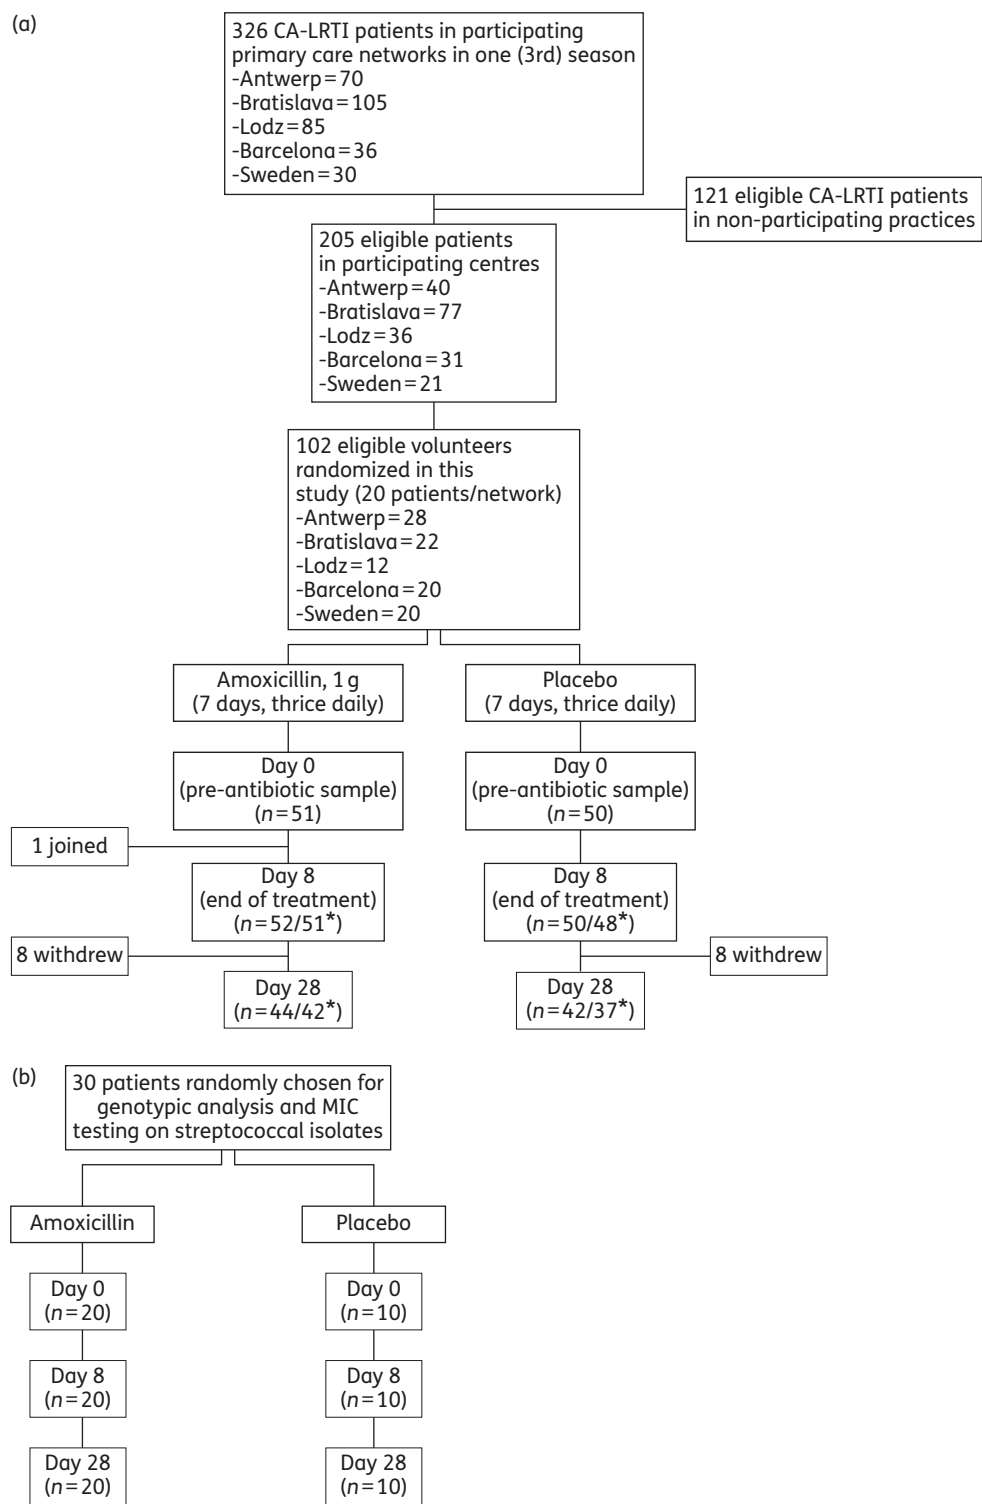 (a)
326 CA-LRTI patients in participating
primary care networks in one (3rd) season
-Antwerp=70
-Bratislava=105
-Lodz=85
-Barcelona=36
-Sweden=30
121 eligible CA-LRTI patients
in non-participating practices
205 eligible patients
in participating centres
-Antwerp=40
-Bratislava=77
-Lodz=36
-Barcelona=31
-Sweden=21
102 eligible volunteers
randomized in this
study (20 patients/network)
-Antwerp=28
-Bratislava=22
-Lodz=12
-Barcelona=20
-Sweden=20
Amoxicillin, 1 g
(7 days, thrice daily)
Placebo
(7 days, thrice daily)
Day 0
(pre-antibiotic sample)
(n=51)
Day 0
(pre-antibiotic sample)
(n=50)
1 joined
Day 8
(end of treatment)
(n=52/51*)
Day 8
(end of treatment)
(n=50/48*)
8 withdrew
8 withdrew
Day 28
(n=44/42*)
Day 28
(n=42/37*)
(b)
30 patients randomly chosen for
genotypic analysis and MIC
testing on streptococcal isolates
Amoxicillin
Placebo
Day 0
(n=20)
Day 0
(n=10)
Day 8
(n=20)
Day 8
(n=10)
Day 28
(n=20)
Day 28
(n=10)